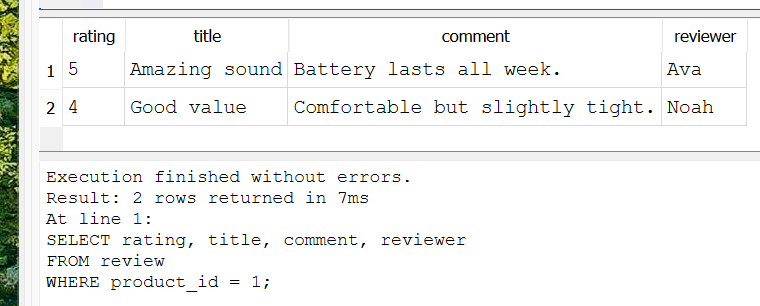 rating title comment reviewer
1 5 Amazing sound Battery lasts all week. Ava
2 4 Good value Comfortable but slightly tight. Noah
Execution finished without errors.
Result: 2 rows returned in 7ms
At line 1:
SELECT rating, title, comment, reviewer
FROM review
WHERE product_id = 1;